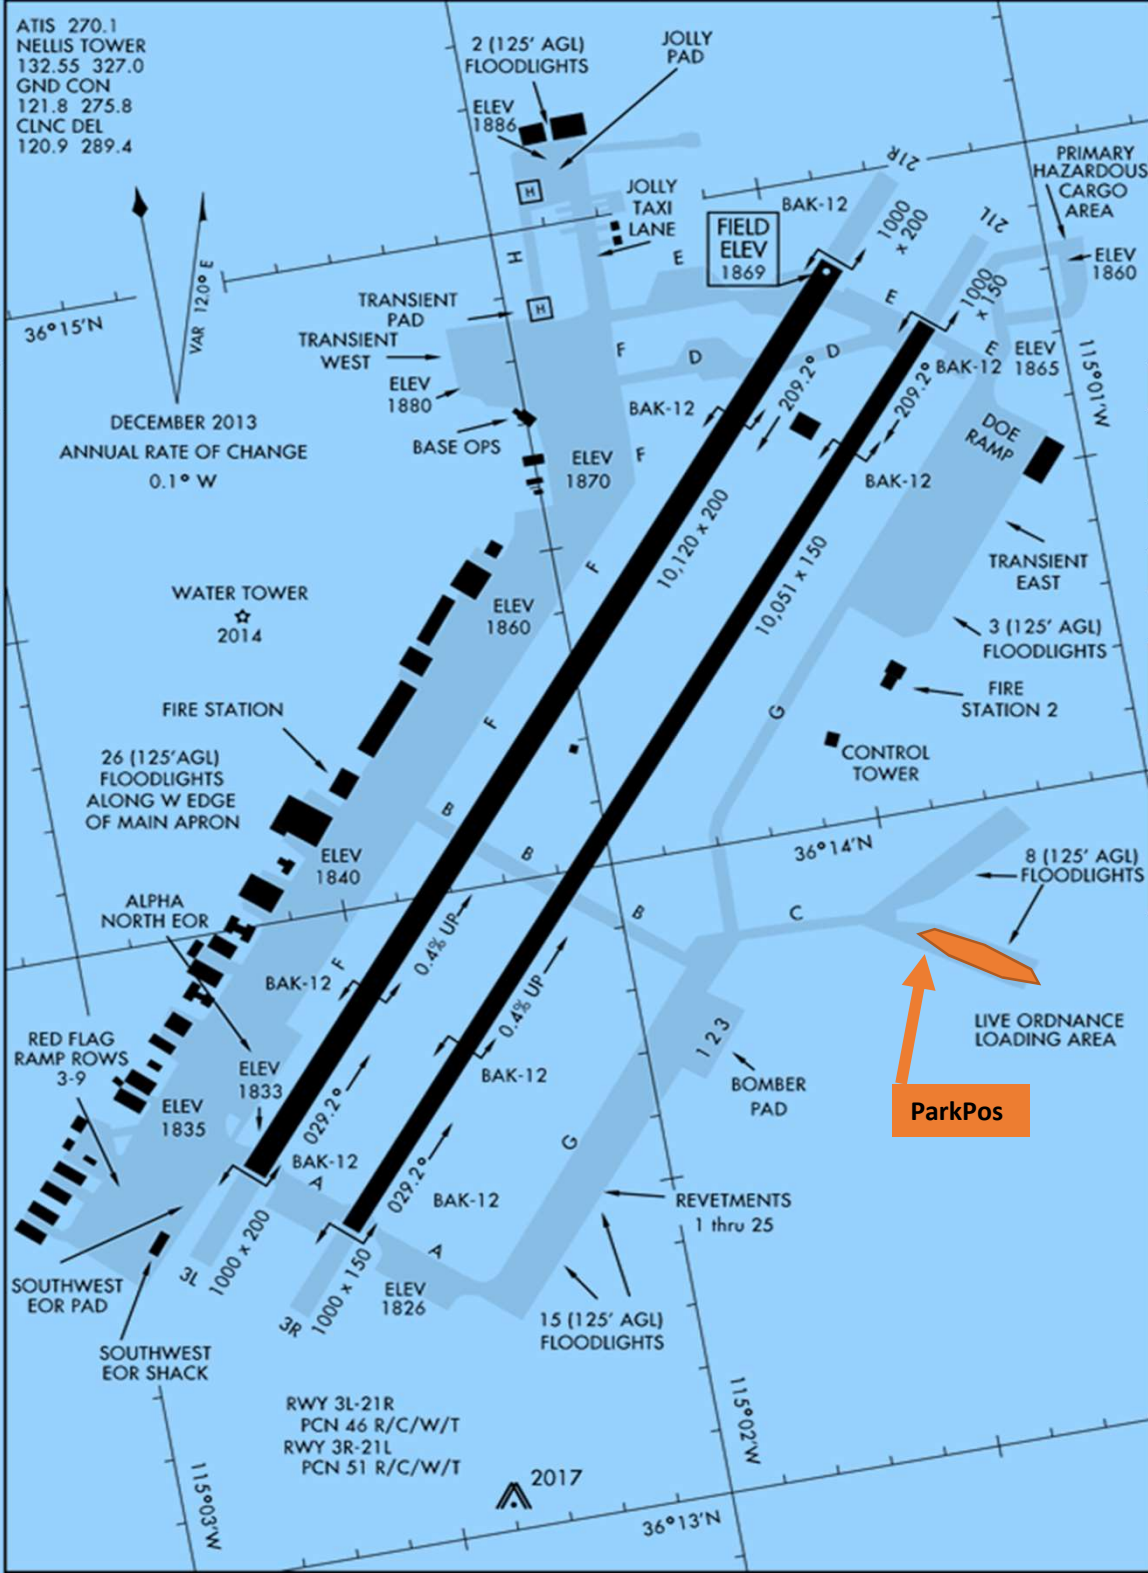 ATIS 270.1
NELLIS TOWER
132.55 327.0
GND CON
121.8 275.8
CLNC DEL
120.9 289.4
2 (125' AGL)
FLOODLIGHTS
JOLLY
PAD
ELEV
1886
H
JOLLY
TAXI
LANE
PRIMARY
HAZARDOUS
CARGO
AREA
ELEV
1860
21R
1000
x 200
21L
1000
x 150
BAK-12
FIELD
ELEV
1869
VAR 12.0° E
36°15'N
H
E
E
E
TRANSIENT
PAD
H
TRANSIENT
WEST
ELEV
1880
BASE OPS
F
D
D
BAK-12
ELEV
1865
115°01'W
DECEMBER 2013
ANNUAL RATE OF CHANGE
0.1° W
BAK-12
209.2°
209.2°
BAK-12
DOE
RAMP
ELEV
1870
F
10,120 x 200
10,051 x 150
TRANSIENT
EAST
WATER TOWER
2014
F
ELEV
1860
3 (125' AGL)
FLOODLIGHTS
FIRE
STATION 2
FIRE STATION
F
G
CONTROL
TOWER
26 (125'AGL)
FLOODLIGHTS
ALONG W EDGE
OF MAIN APRON
B
B
B
36°14'N
8 (125' AGL)
FLOODLIGHTS
ELEV
1840
C
ALPHA
NORTH EOR
F
BAK-12
0.4% UP
0.4% UP
LIVE ORDNANCE
LOADING AREA
RED FLAG
RAMP ROWS
3-9
1 2 3
BOMBER
PAD
ParkPos
ELEV
1833
ELEV
1835
029.2°
BAK-12
BAK-12
A
029.2°
BAK-12
G
REVETMENTS
1 thru 25
A
SOUTHWEST
EOR PAD
3L
1000 x 200
3R
1000 x 150
ELEV
1826
15 (125' AGL)
FLOODLIGHTS
SOUTHWEST
EOR SHACK
RWY 3L-21R
PCN 46 R/C/W/T
RWY 3R-21L
PCN 51 R/C/W/T
115°02'W
115°03'W
2017
36°13'N